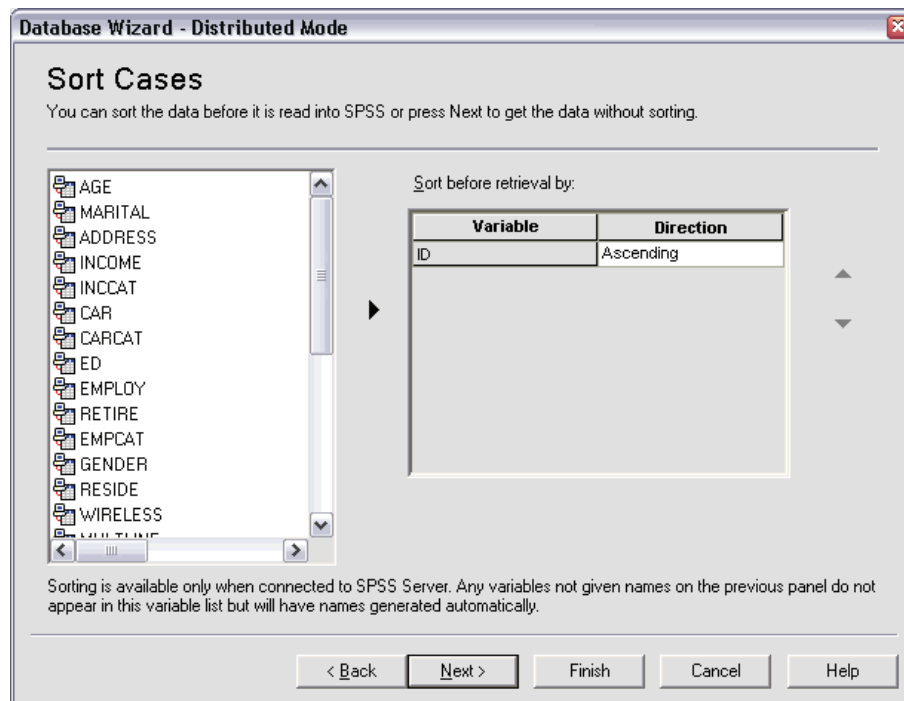 Database Wizard - Distributed Mode
Sort Cases
You can sort the data before it is read into SPSS or press Next to get the data without sorting.
AGE
MARITAL
ADDRESS
INCOME
INCCAT
CAR
CARCAT
ED
EMPLOY
RETIRE
EMPCAT
GENDER
RESIDE
WIRELESS
MULTLINE
Sort before retrieval by:
Variable Direction
ID Ascending
Sorting is available only when connected to SPSS Server. Any variables not given names on the previous panel do not
appear in this variable list but will have names generated automatically.
< Back Next > Finish Cancel Help